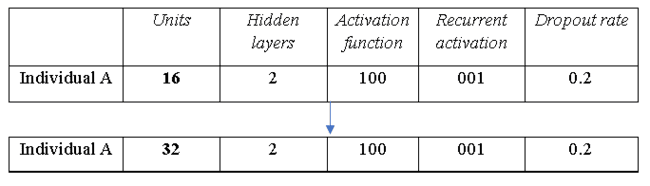 Units Hidden layers Activation function Recurrent activation Dropout rate
Individual A 16 2 100 001 0.2
Individual A 32 2 100 001 0.2